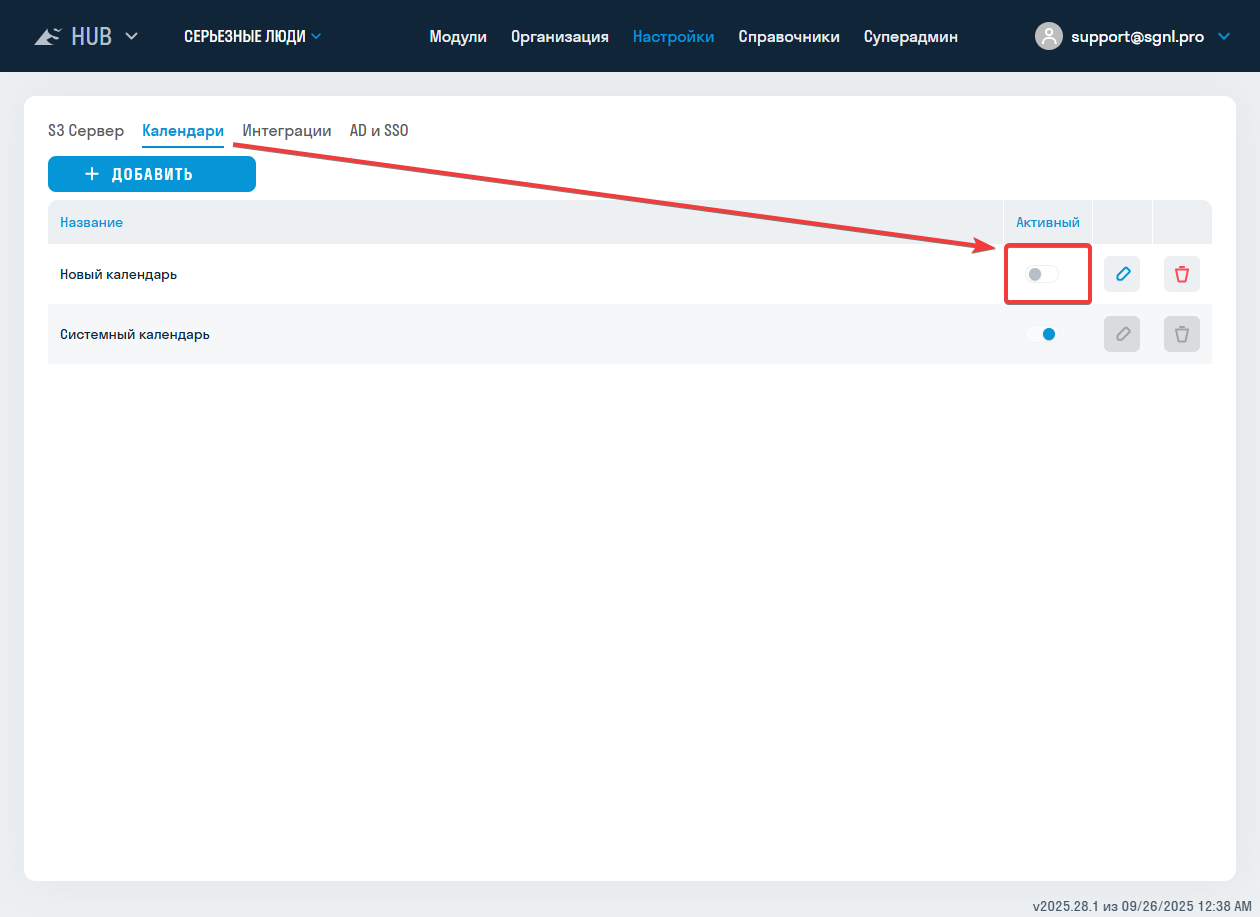 HUB
СЕРЬЕЗНЫЕ ЛЮДИ
Модули
Организация
Настройки
Справочники
Суперадмин
support@sgnl.pro
S3 Сервер
Календари
Интеграции
AD и SSO
+ ДОБАВИТЬ
Название
Активный
Новый календарь
Системный календарь
v2025.28.1 из 09/26/2025 12:38 AM